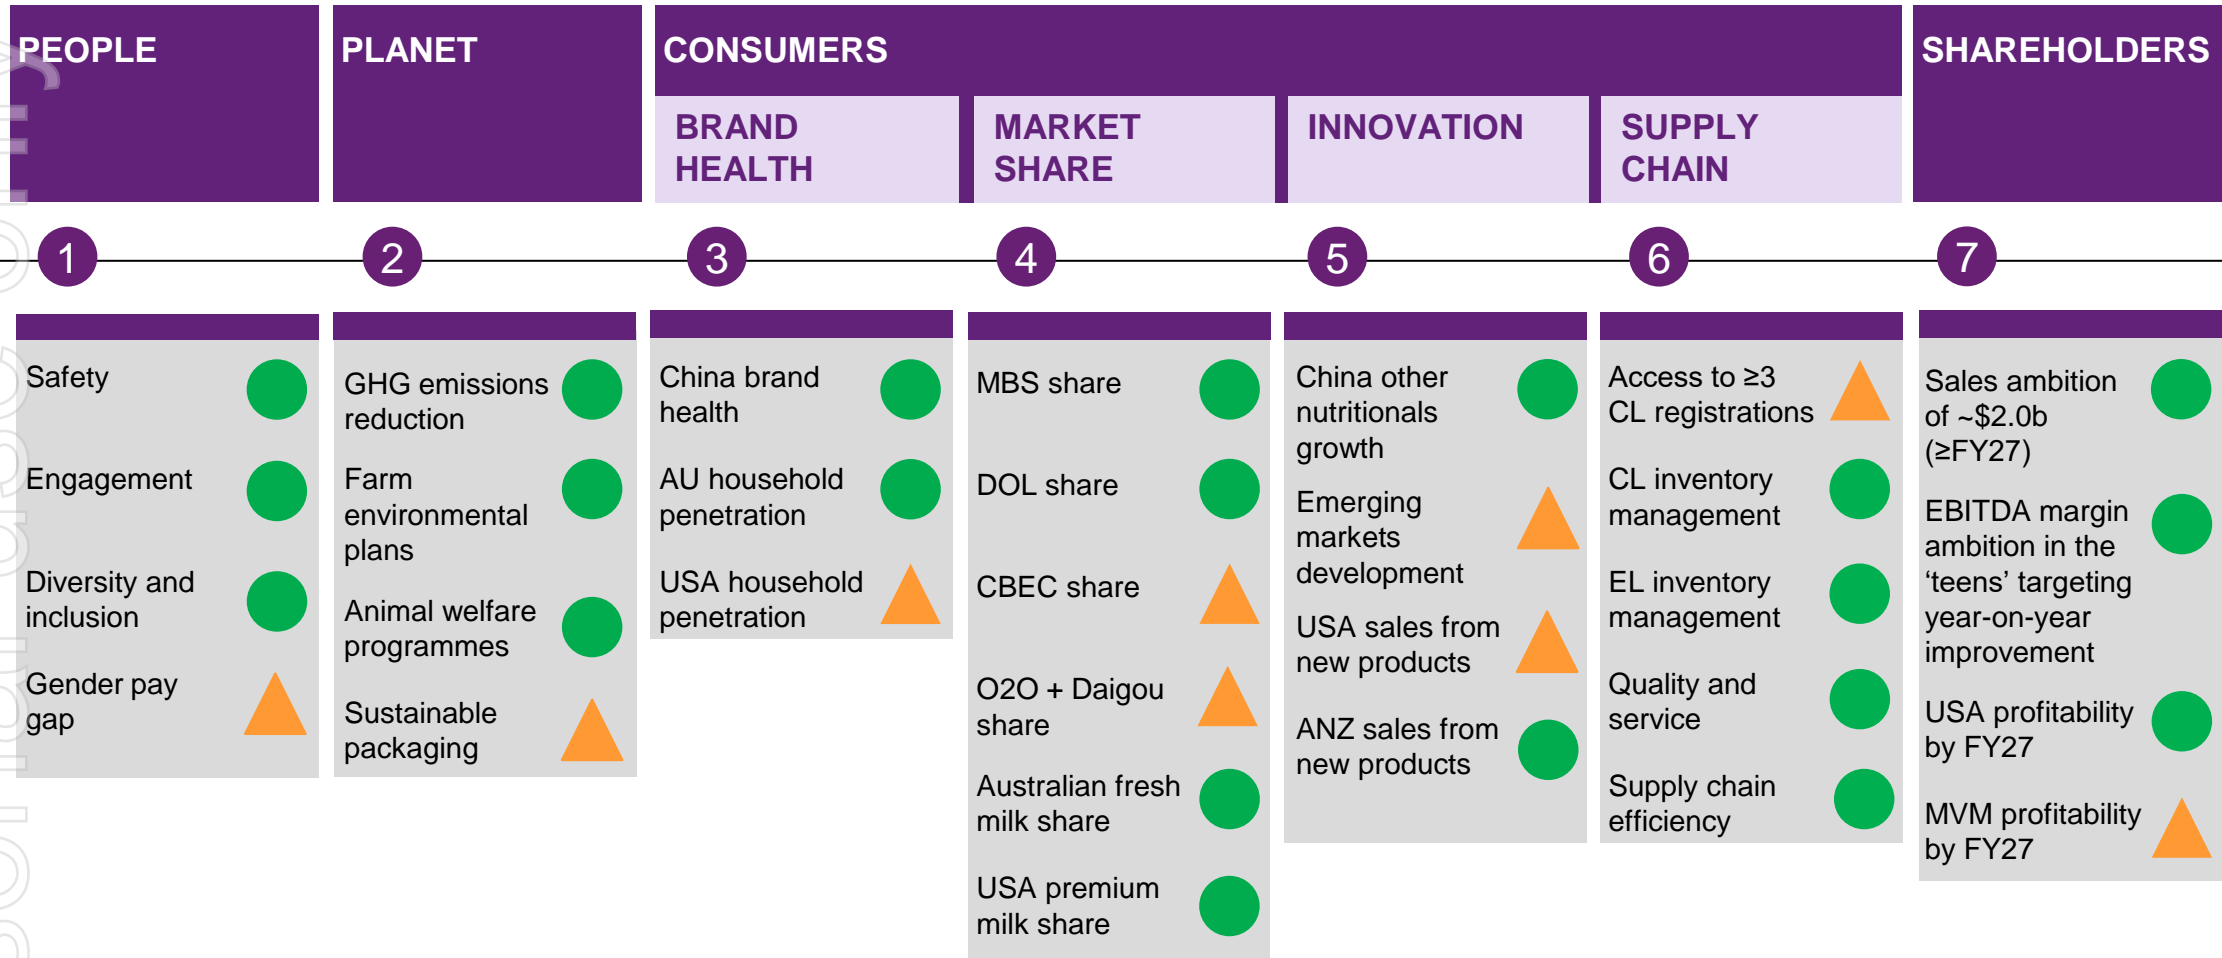 PEOPLE
PLANET
CONSUMERS
SHAREHOLDERS
BRAND
HEALTH
MARKET
SHARE
INNOVATION
SUPPLY
CHAIN
1
2
3
4
5
6
7
Safety
Engagement
Diversity and
inclusion
Gender pay
gap
GHG emissions
reduction
Farm
environmental
plans
Animal welfare
programmes
Sustainable
packaging
China brand
health
AU household
penetration
USA household
penetration
MBS share
DOL share
CBEC share
O2O + Daigou
share
Australian fresh
milk share
USA premium
milk share
China other
nutritionals
growth
Emerging
markets
development
USA sales from
new products
ANZ sales from
new products
Access to ≥3
CL registrations
CL inventory
management
EL inventory
management
Quality and
service
Supply chain
efficiency
Sales ambition
of ~$2.0b
(≥FY27)
EBITDA margin
ambition in the
‘teens’ targeting
year-on-year
improvement
USA profitability
by FY27
MVM profitability
by FY27